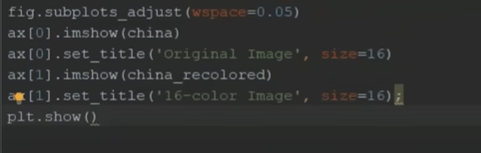 fig.subplots_adjust(wspace=0.05)
ax[0].imshow(china)
ax[0].set_title('Original Image', size=16)
ax[1].imshow(china_recolored)
ax[1].set_title('16-color Image', size=16);
plt.show()